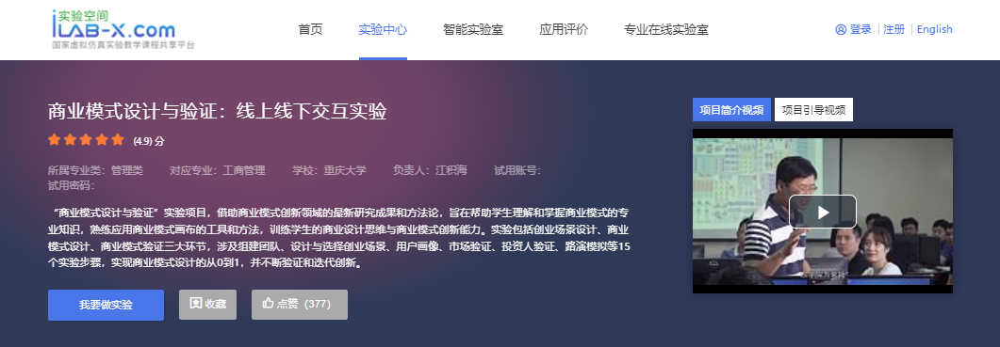 实验空间
iLAB-X.com
国家虚拟仿真实验教学课程共享平台
首页 实验中心 智能实验室 应用评价 专业在线实验室
登录 注册 English
商业模式设计与验证：线上线下交互实验
(4.9) 分
所属专业类：管理类 对应专业：工商管理 学校：重庆大学 负责人：江积海 试用账号：
试用密码：
“商业模式设计与验证”实验项目，借助商业模式创新领域的最新研究成果和方法论，旨在帮助学生理解和掌握商业模式的专
业知识，熟练应用商业模式画布的工具和方法，训练学生的商业设计思维与商业模式创新能力。实验包括创业场景设计、商业
模式设计、商业模式验证三大环节，涉及组建团队、设计与选择创业场景、用户画像、市场验证、投资人验证、路演模拟等15
个实验步骤，实现商业模式设计的从0到1，并不断验证和迭代创新。
我要做实验 收藏 点赞（377）
项目简介视频 项目引导视频